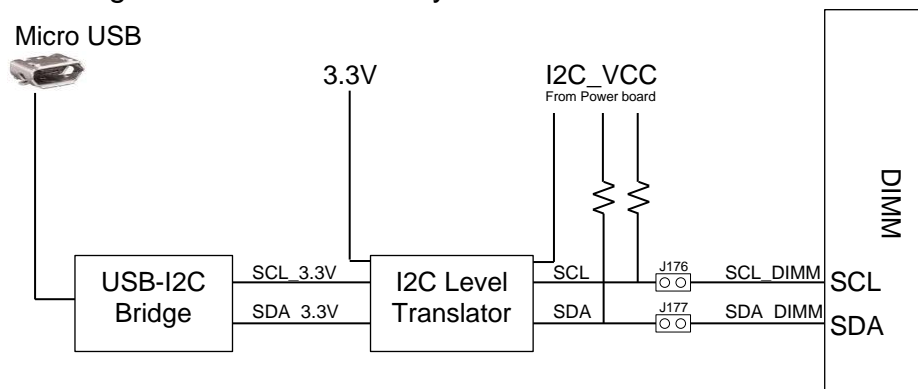 Micro USB
3.3V
I2C_VCC
From Power board
DIMM
USB-I2C
Bridge
SCL_3.3V
SDA_3.3V
I2C Level
Translator
SCL
SDA
J176
J177
SCL_DIMM
SDA_DIMM
SCL
SDA